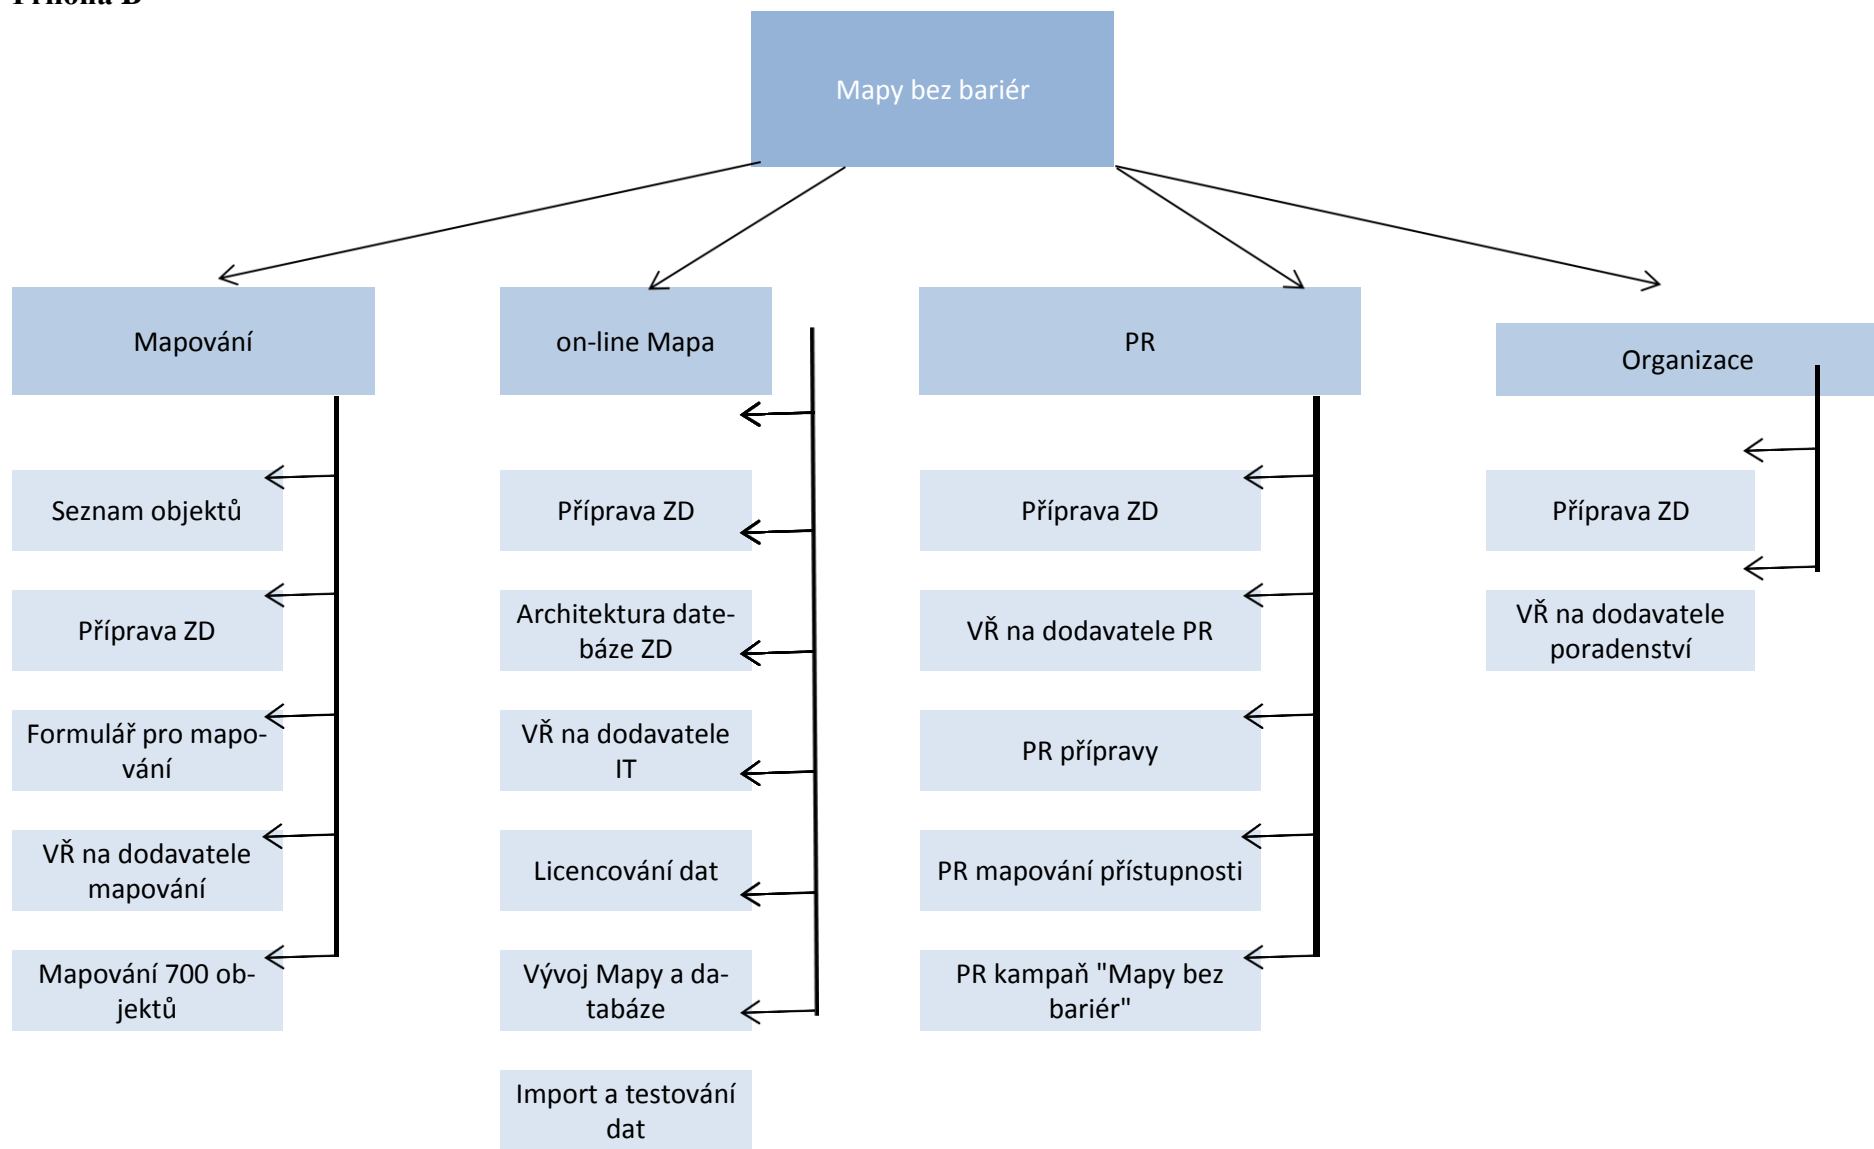 Mapy bez bariér
Mapování
on-line Mapa
PR
Organizace
Seznam objektů
Příprava ZD
Formulář pro mapo-
vání
VŘ na dodavatele
mapování
Mapování 700 ob-
jektů
Příprava ZD
Architektura date-
báze ZD
VŘ na dodavatele
IT
Licencování dat
Vývoj Mapy a da-
tabáze
Import a testování
dat
Příprava ZD
VŘ na dodavatele PR
PR přípravy
PR mapování přístupnosti
PR kampaň "Mapy bez
bariér"
Příprava ZD
VŘ na dodavatele
poradenství